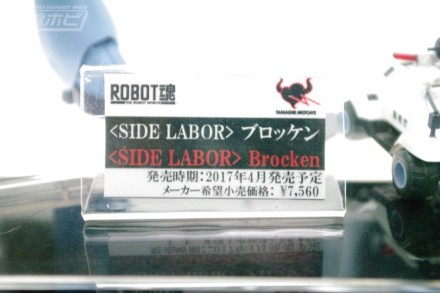 ROBOT魂
THE ROBOT SPIRITS
TAMASHII NATIONS
<SIDE LABOR> ブロッケン
<SIDE LABOR> Brocken
発売時期：2017年4月発売予定
メーカー希望小売価格：¥7,560